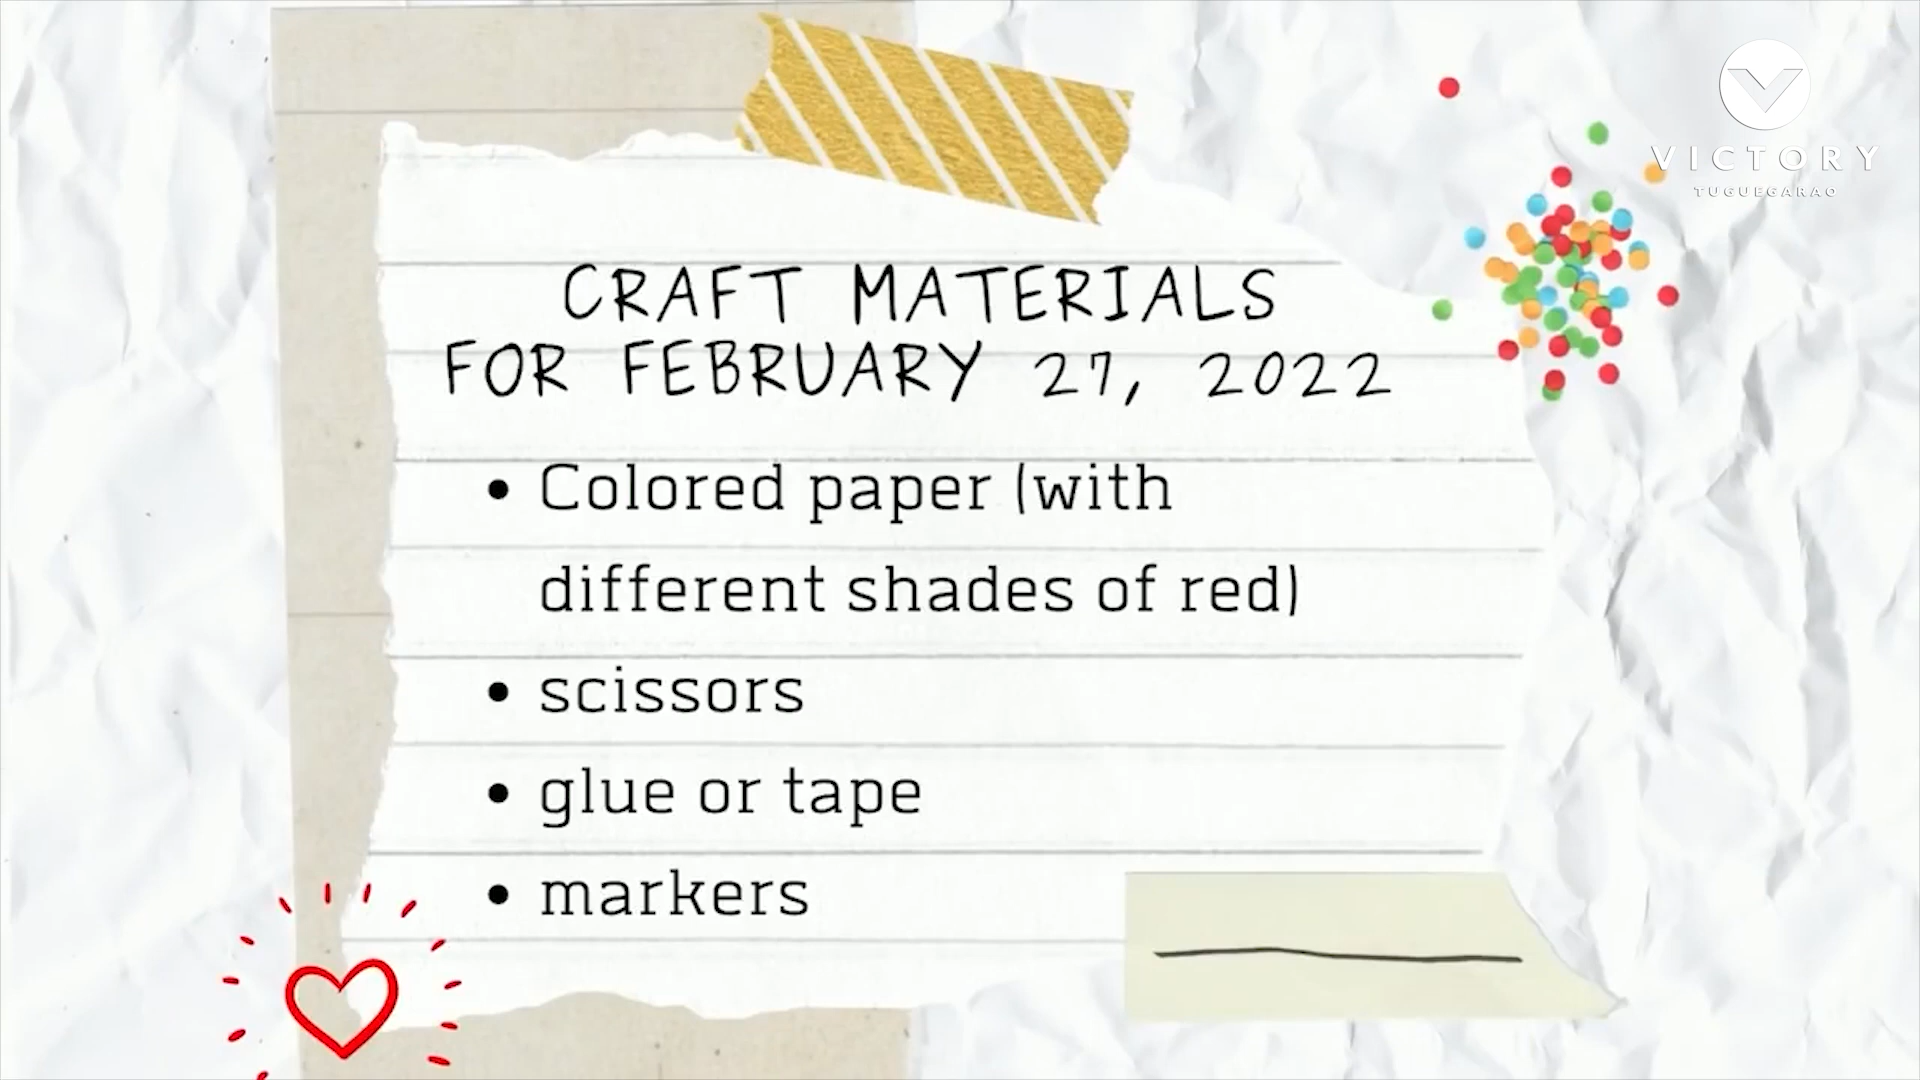 VICTORY
TUGUEGARAO
CRAFT MATERIALS
FOR FEBRUARY 27, 2022
• Colored paper (with
different shades of red)
• scissors
• glue or tape
• markers